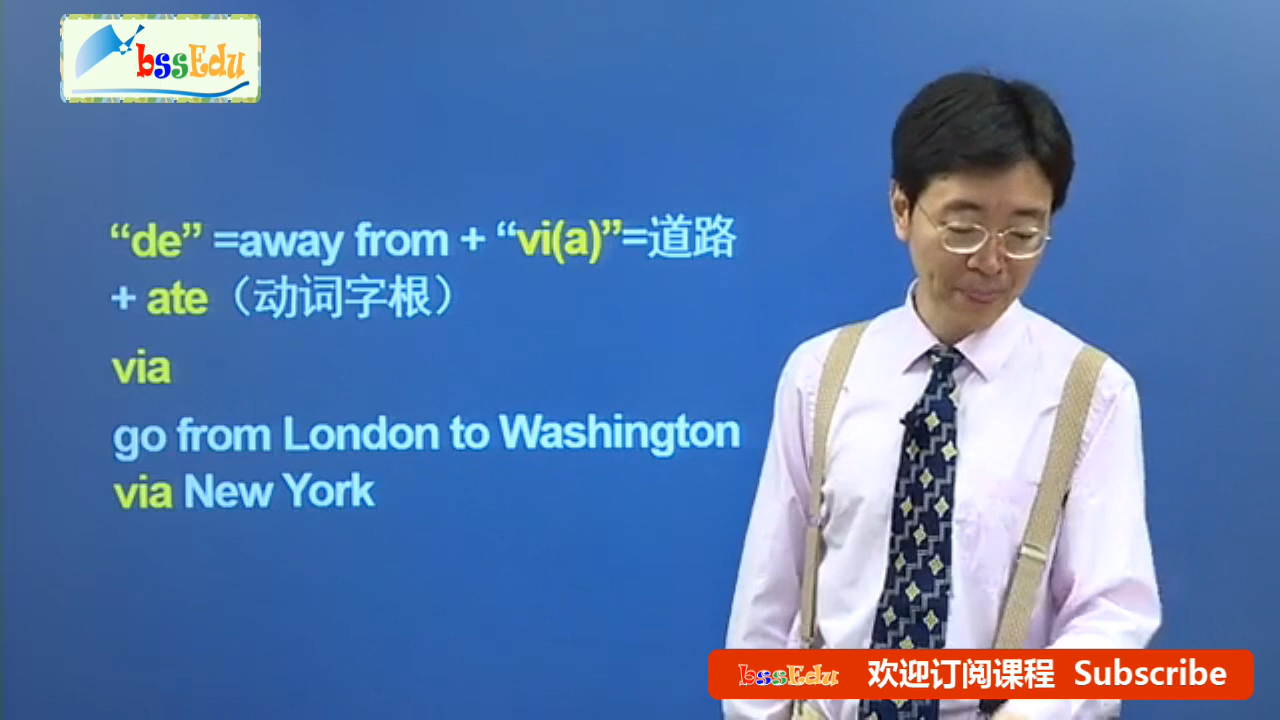 bssEdu
“de” =away from + “vi(a)”=道路
+ ate（动词字根）
via
go from London to Washington
via New York
bssEdu 欢迎订阅课程 Subscribe